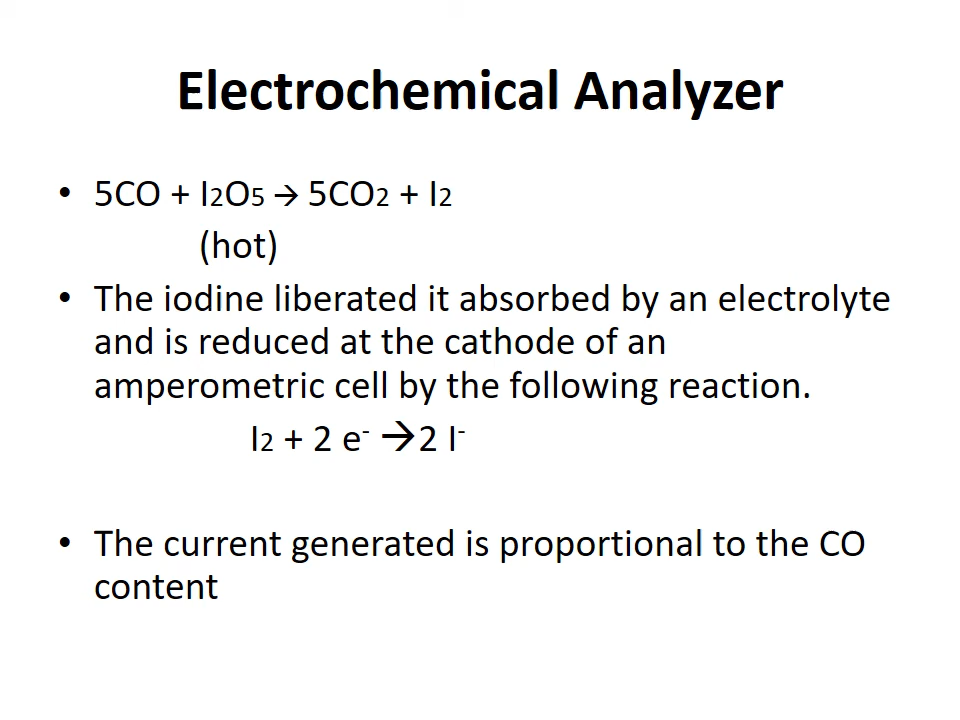 Electrochemical Analyzer
• 5CO + I2O5 → 5CO2 + I2
(hot)
• The iodine liberated it absorbed by an electrolyte
and is reduced at the cathode of an
amperometric cell by the following reaction.
I2 + 2 e- →2 I-
• The current generated is proportional to the CO
content